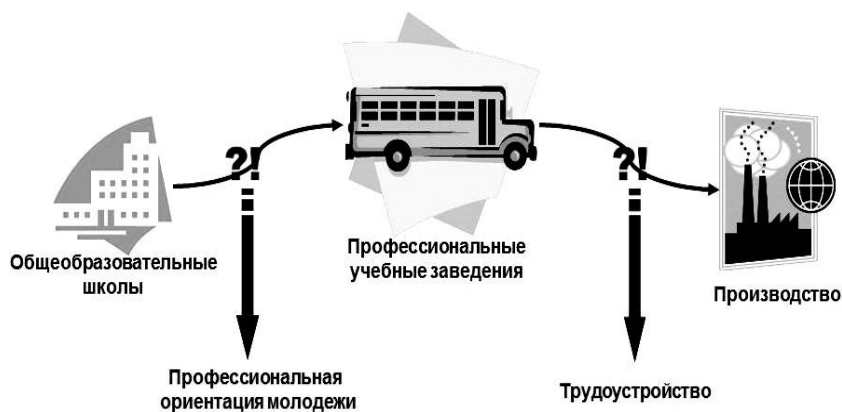 ?!
?!
Общеобразовательные
школы
Профессиональные
учебные заведения
Производство
Профессиональная
ориентация молодежи
Трудоустройство